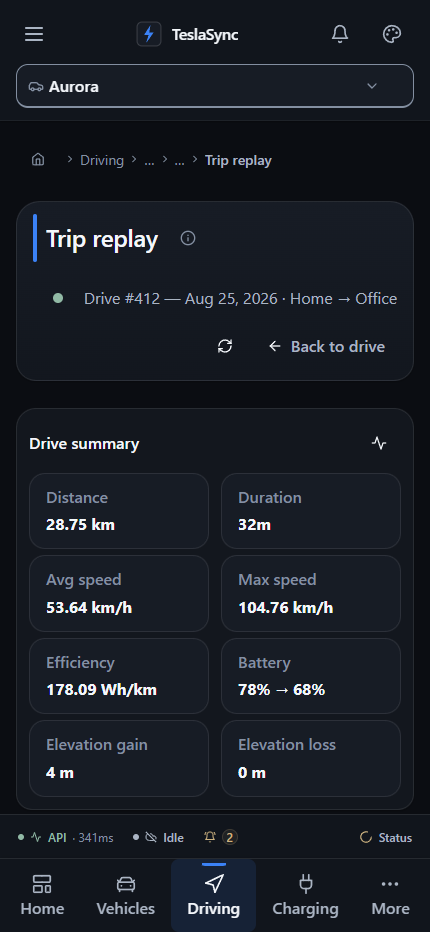 TeslaSync
Aurora
Driving > ... > ... > Trip replay
Trip replay
Drive #412 — Aug 25, 2026 · Home → Office
Back to drive
Drive summary
Distance
28.75 km
Duration
32m
Avg speed
53.64 km/h
Max speed
104.76 km/h
Efficiency
178.09 Wh/km
Battery
78% → 68%
Elevation gain
4 m
Elevation loss
0 m
API · 341ms Idle 2 Status
Home Vehicles Driving Charging More